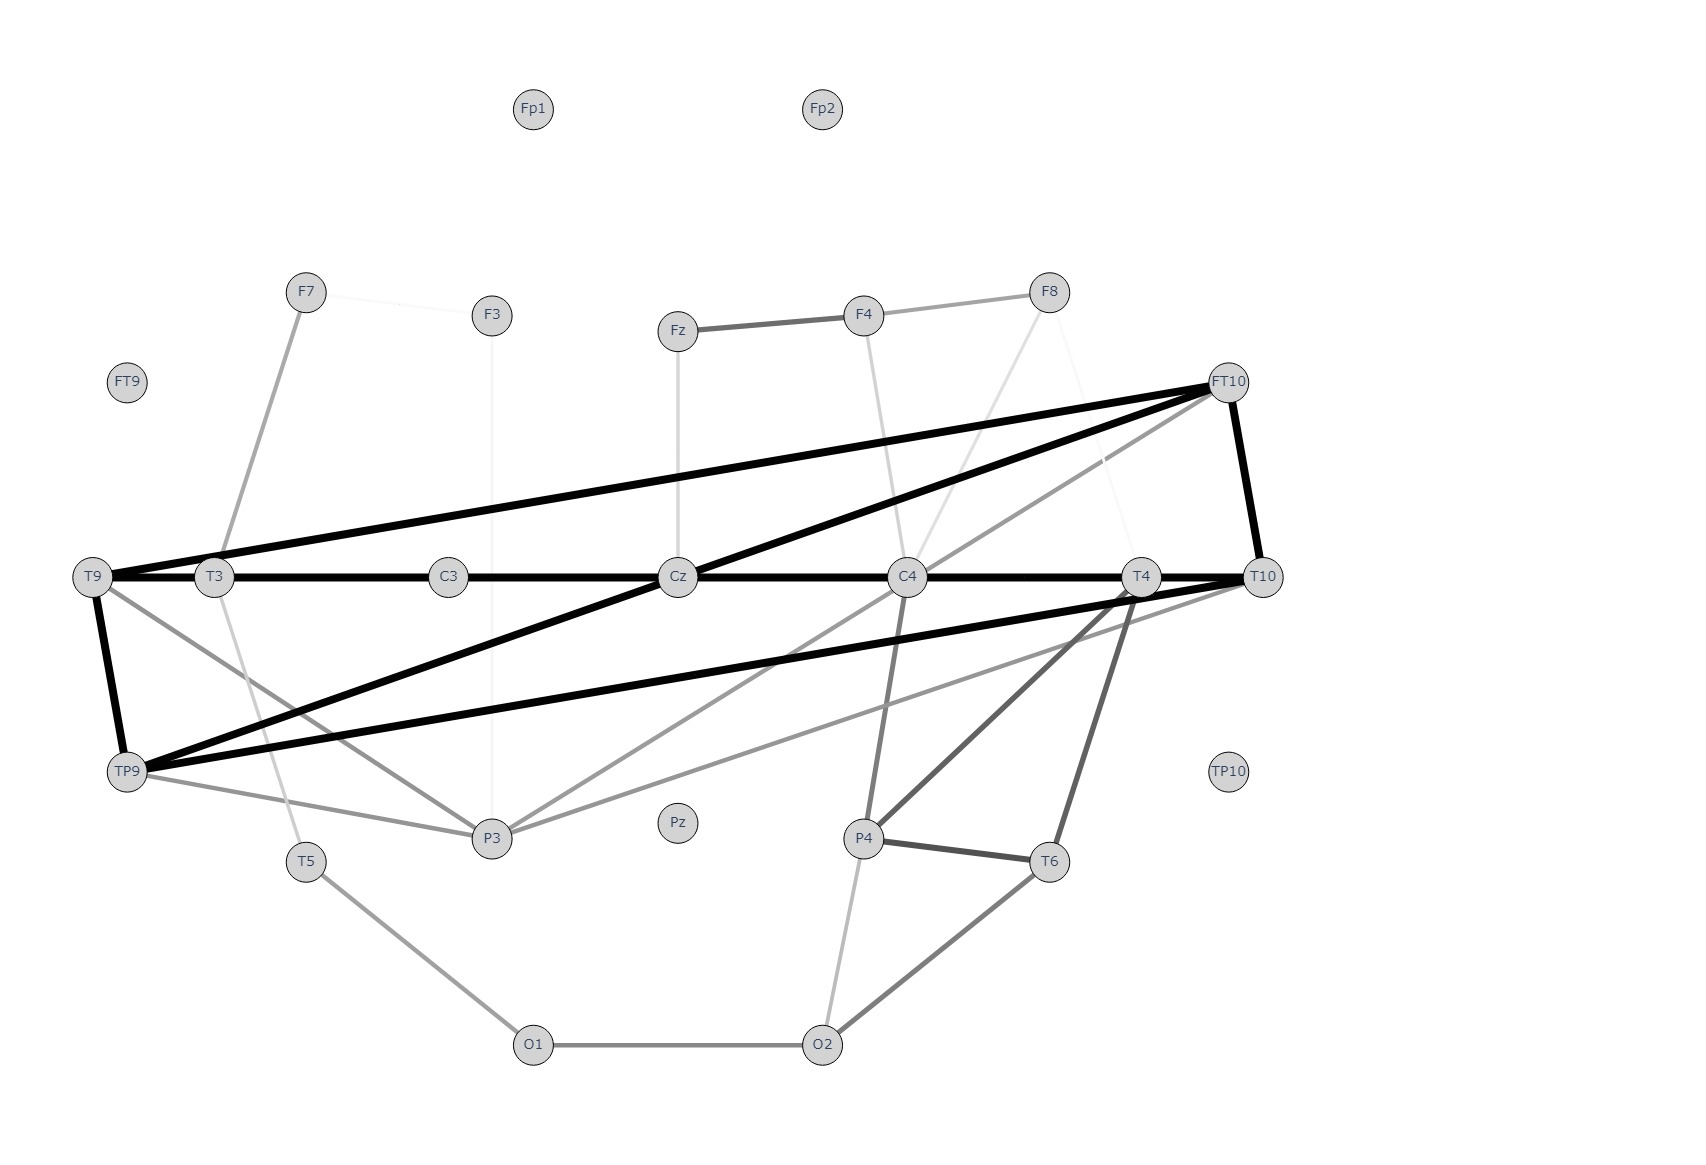 Fp1 Fp2
F7 F3 Fz F4 F8
FT9 FT10
T9 T3 C3 Cz C4 T4 T10
TP9 TP10
T5 P3 Pz P4 T6
O1 O2